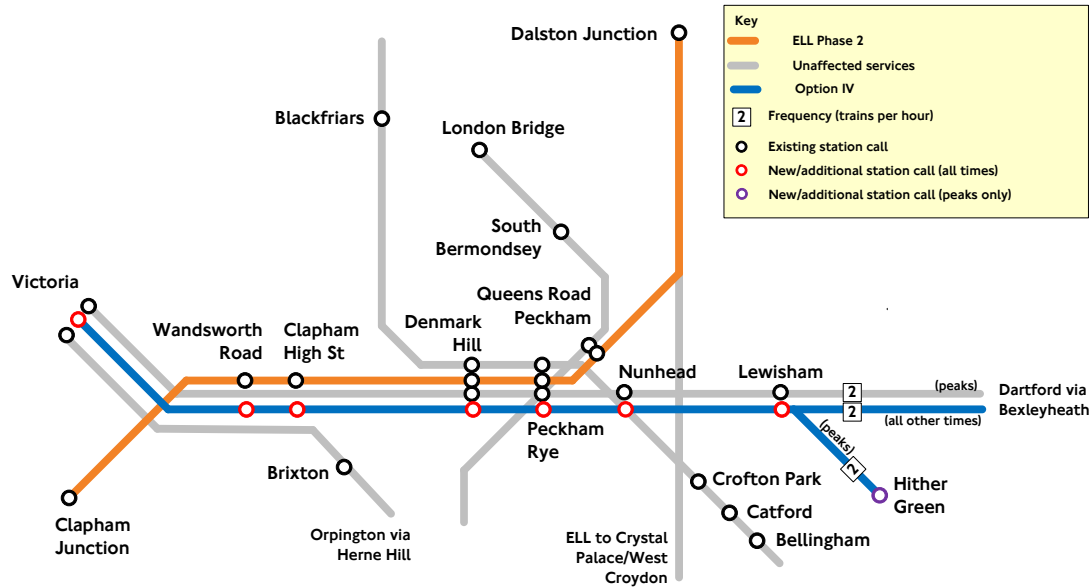 Key
ELL Phase 2
Unaffected services
Option IV
2 Frequency (trains per hour)
Existing station call
New/additional station call (all times)
New/additional station call (peaks only)
Dalston Junction
Blackfriars
London Bridge
South
Bermondsey
Victoria
Queens Road
Peckham
Wandsworth
Road
Clapham
High St
Denmark
Hill
Nunhead
Lewisham
2
(peaks)
Dartford via
Bexleyheath
2
(all other times)
(peaks)
2
Peckham
Rye
Brixton
Crofton Park
Hither
Green
Catford
Bellingham
Clapham
Junction
Orpington via
Herne Hill
ELL to Crystal
Palace/West
Croydon